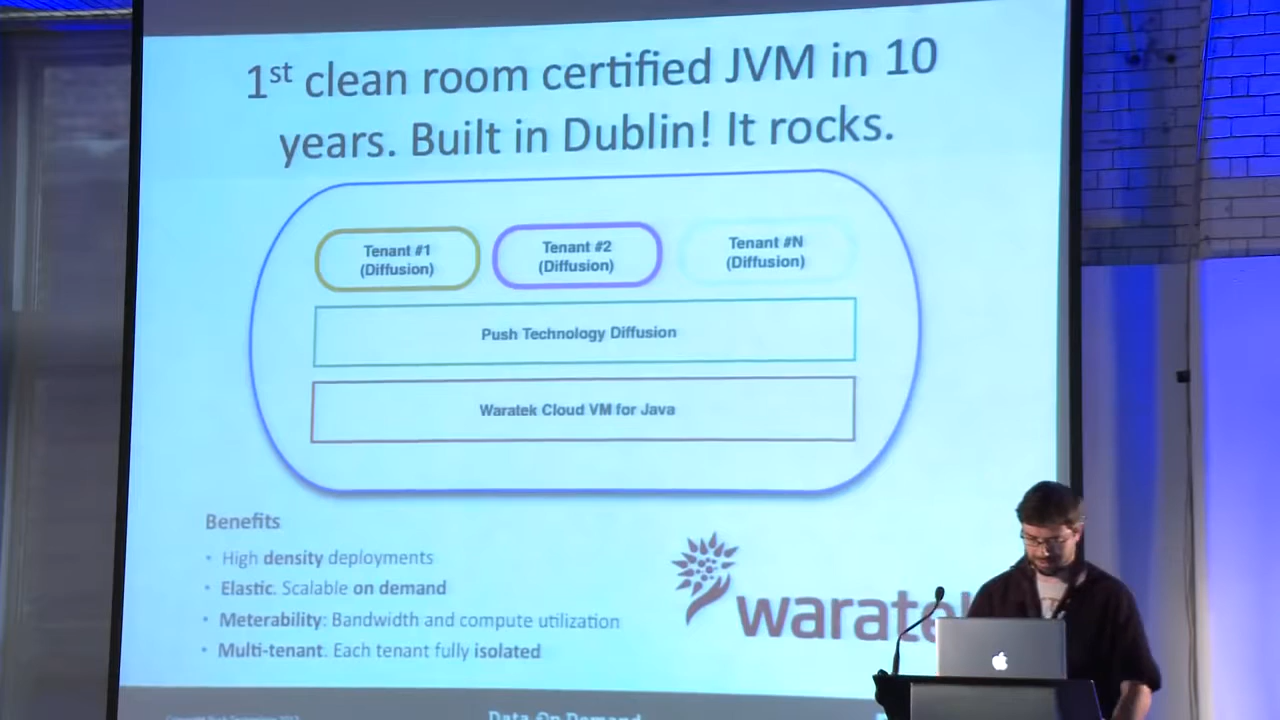 1st clean room certified JVM in 10
years. Built in Dublin! It rocks.
Tenant #1
(Diffusion)
Tenant #2
(Diffusion)
Tenant #N
(Diffusion)
Push Technology Diffusion
Waratek Cloud VM for Java
Benefits
• High density deployments
• Elastic. Scalable on demand
• Meterability: Bandwidth and compute utilization
• Multi-tenant. Each tenant fully isolated
waratek
Data On Demand